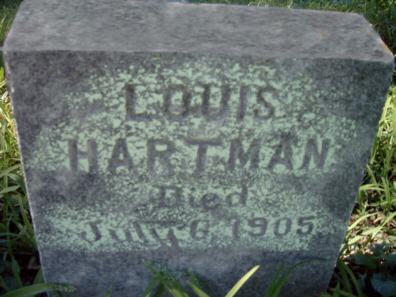 LOUIS
HARTMAN
Died
July 6, 1905